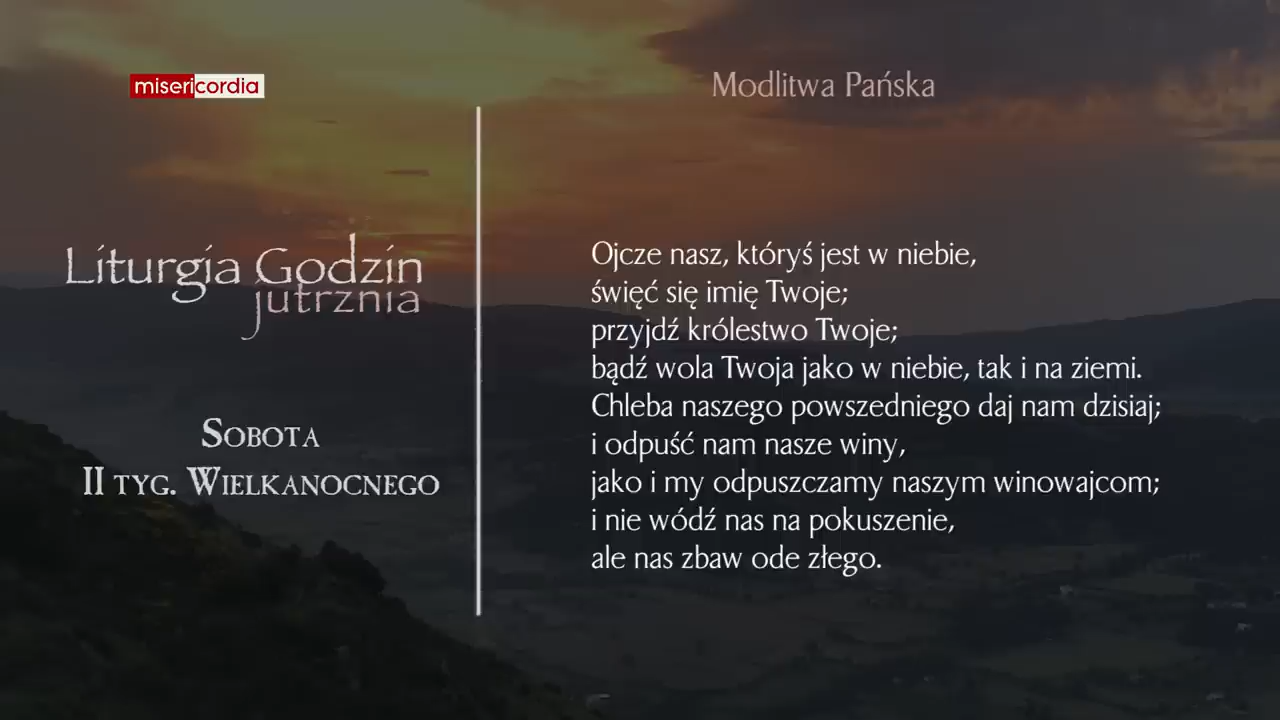 misericordia
Liturgia Godzin
jutrznia
Sobota
II tyg. Wielkanocnego
Modlitwa Pańska
Ojcze nasz, któryś jest w niebie,
święć się imię Twoje;
przyjdź królestwo Twoje;
bądź wola Twoja jako w niebie, tak i na ziemi.
Chleba naszego powszedniego daj nam dzisiaj;
i odpuść nam nasze winy,
jako i my odpuszczamy naszym winowajcom;
i nie wódź nas na pokuszenie,
ale nas zbaw ode złego.